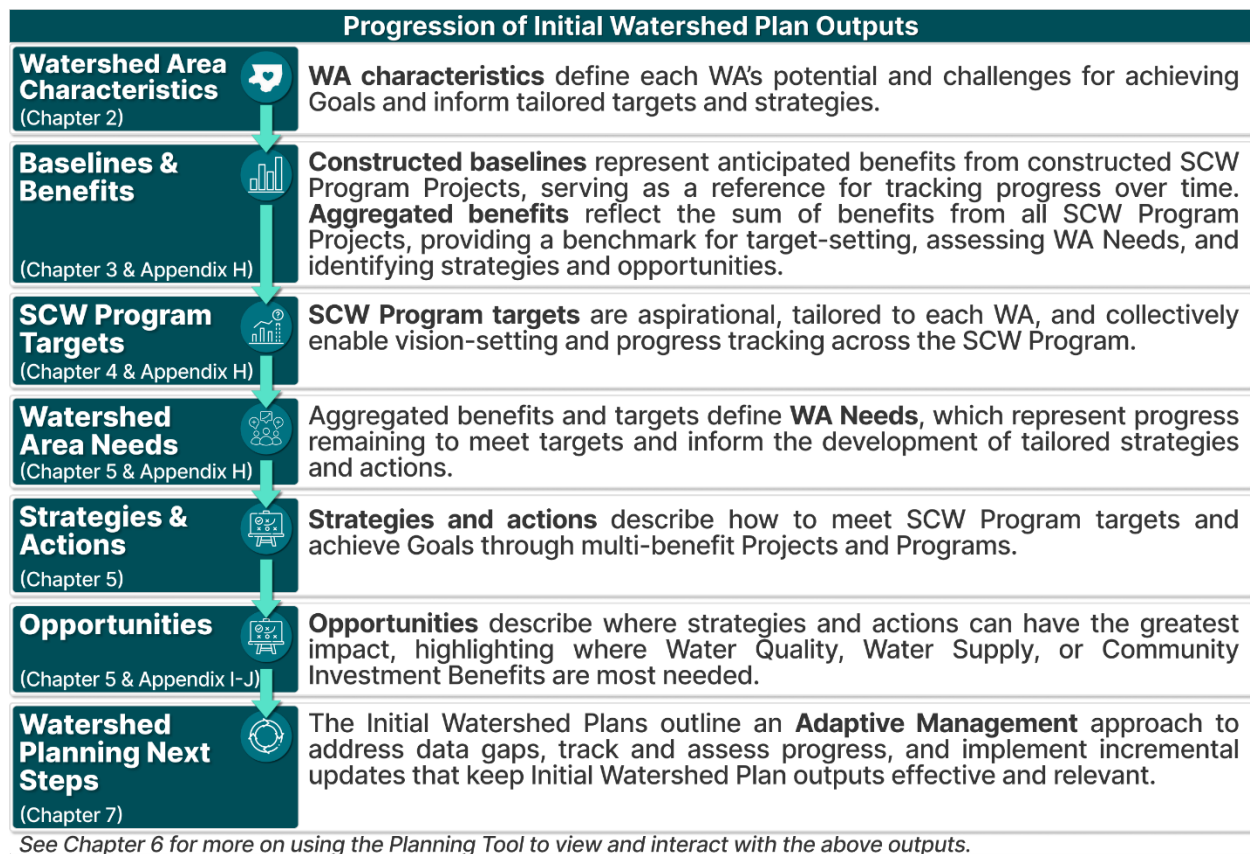 Progression of Initial Watershed Plan Outputs
Watershed Area
Characteristics
(Chapter 2)
WA characteristics define each WA's potential and challenges for achieving
Goals and inform tailored targets and strategies.
Baselines &
Benefits
(Chapter 3 & Appendix H)
Constructed baselines represent anticipated benefits from constructed SCW
Program Projects, serving as a reference for tracking progress over time.
Aggregated benefits reflect the sum of benefits from all SCW Program
Projects, providing a benchmark for target-setting, assessing WA Needs, and
identifying strategies and opportunities.
SCW Program
Targets
(Chapter 4 & Appendix H)
SCW Program targets are aspirational, tailored to each WA, and collectively
enable vision-setting and progress tracking across the SCW Program.
Watershed
Area Needs
(Chapter 5 & Appendix H)
Aggregated benefits and targets define WA Needs, which represent progress
remaining to meet targets and inform the development of tailored strategies
and actions.
Strategies &
Actions
(Chapter 5)
Strategies and actions describe how to meet SCW Program targets and
achieve Goals through multi-benefit Projects and Programs.
Opportunities
(Chapter 5 & Appendix I-J)
Opportunities describe where strategies and actions can have the greatest
impact, highlighting where Water Quality, Water Supply, or Community
Investment Benefits are most needed.
Watershed
Planning Next
Steps
(Chapter 7)
The Initial Watershed Plans outline an Adaptive Management approach to
address data gaps, track and assess progress, and implement incremental
updates that keep Initial Watershed Plan outputs effective and relevant.
See Chapter 6 for more on using the Planning Tool to view and interact with the above outputs.